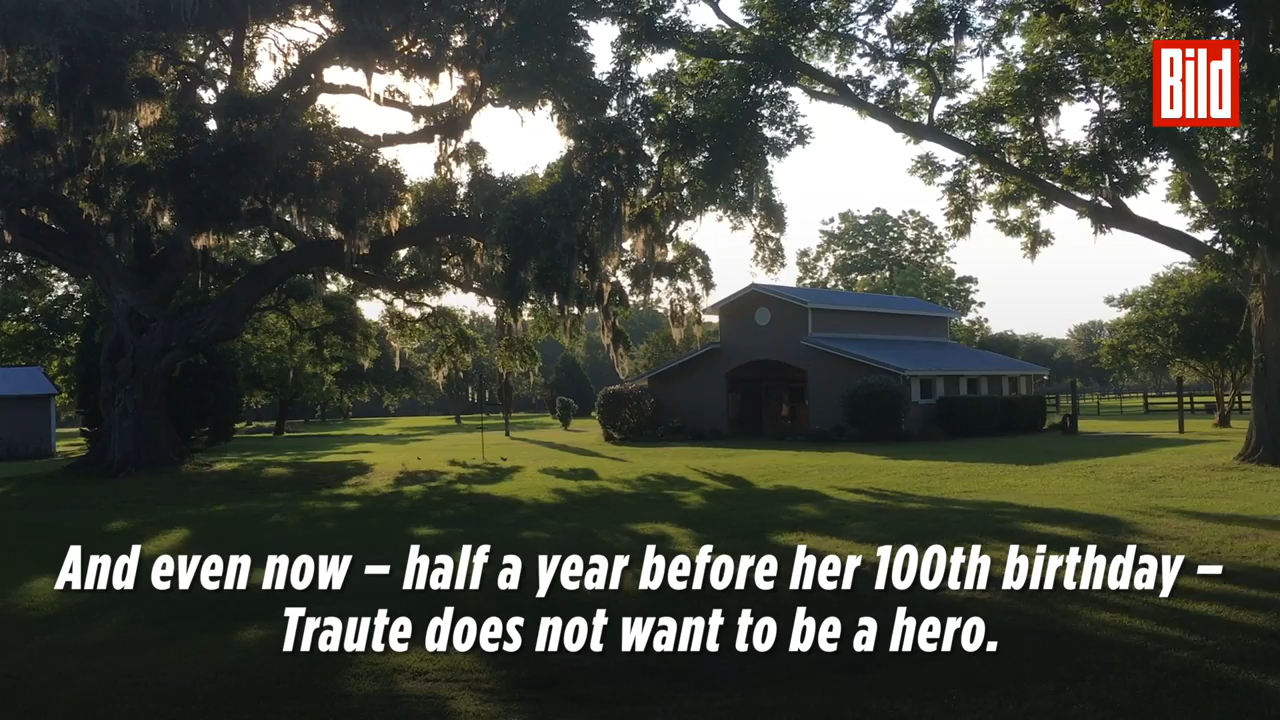 Bild
And even now – half a year before her 100th birthday –
Traute does not want to be a hero.